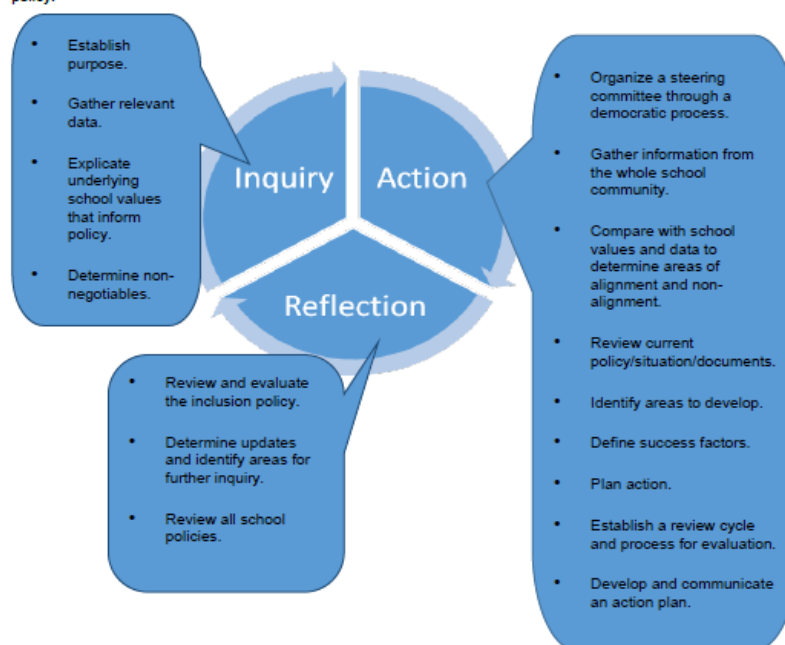 policy.
• Establish
purpose.
• Gather relevant
data.
• Explicate
underlying
school values
that inform
policy.
• Determine non-
negotiables.
Inquiry
Action
Reflection
• Organize a steering
committee through a
democratic process.
• Gather information from
the whole school
community.
• Compare with school
values and data to
determine areas of
alignment and non-
alignment.
• Review current
policy/situation/documents.
• Identify areas to develop.
• Define success factors.
• Plan action.
• Establish a review cycle
and process for evaluation.
• Develop and communicate
an action plan.
• Review and evaluate
the inclusion policy.
• Determine updates
and identify areas for
further inquiry.
• Review all school
policies.